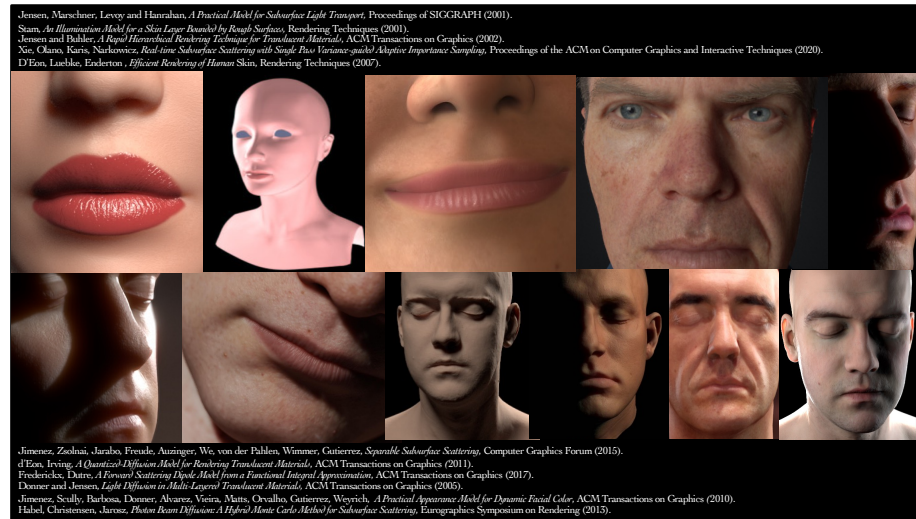 Jensen, Marschner, Levoy and Hanrahan, A Practical Model for Subsurface Light Transport, Proceedings of SIGGRAPH (2001).
Stam, An Illumination Model for a Skin Layer Bounded by Rough Surfaces, Rendering Techniques (2001).
Jensen and Buhler, A Rapid Hierarchical Rendering Technique for Translucent Materials, ACM Transactions on Graphics (2002).
Xie, Olano, Karis, Narkowicz, Real-time Subsurface Scattering with Single Pass Variance-guided Adaptive Importance Sampling, Proceedings of the ACM on Computer Graphics and Interactive Techniques (2020).
D'Eon, Luebke, Enderton , Efficient Rendering of Human Skin, Rendering Techniques (2007).
Jimenez, Zsolnai, Jarabo, Freude, Auzinger, We, von der Pahlen, Wimmer, Gutierrez, Separable Subsurface Scattering, Computer Graphics Forum (2015).
d'Eon, Irving, A Quantized-Diffusion Model for Rendering Translucent Materials, ACM Transactions on Graphics (2011).
Frederickx, Dutre, A Forward Scattering Dipole Model from a Functional Integral Approximation, ACM Transactions on Graphics (2017).
Donner and Jensen, Light Diffusion in Multi-Layered Translucent Materials, ACM Transactions on Graphics (2005).
Jimenez, Scully, Barbosa, Donner, Alvarez, Vieira, Matts, Orvalho, Gutierrez, Weyrich, A Practical Appearance Model for Dynamic Facial Color, ACM Transactions on Graphics (2010).
Habel, Christensen, Jarosz, Photon Beam Diffusion: A Hybrid Monte Carlo Method for Subsurface Scattering, Eurographics Symposium on Rendering (2013).